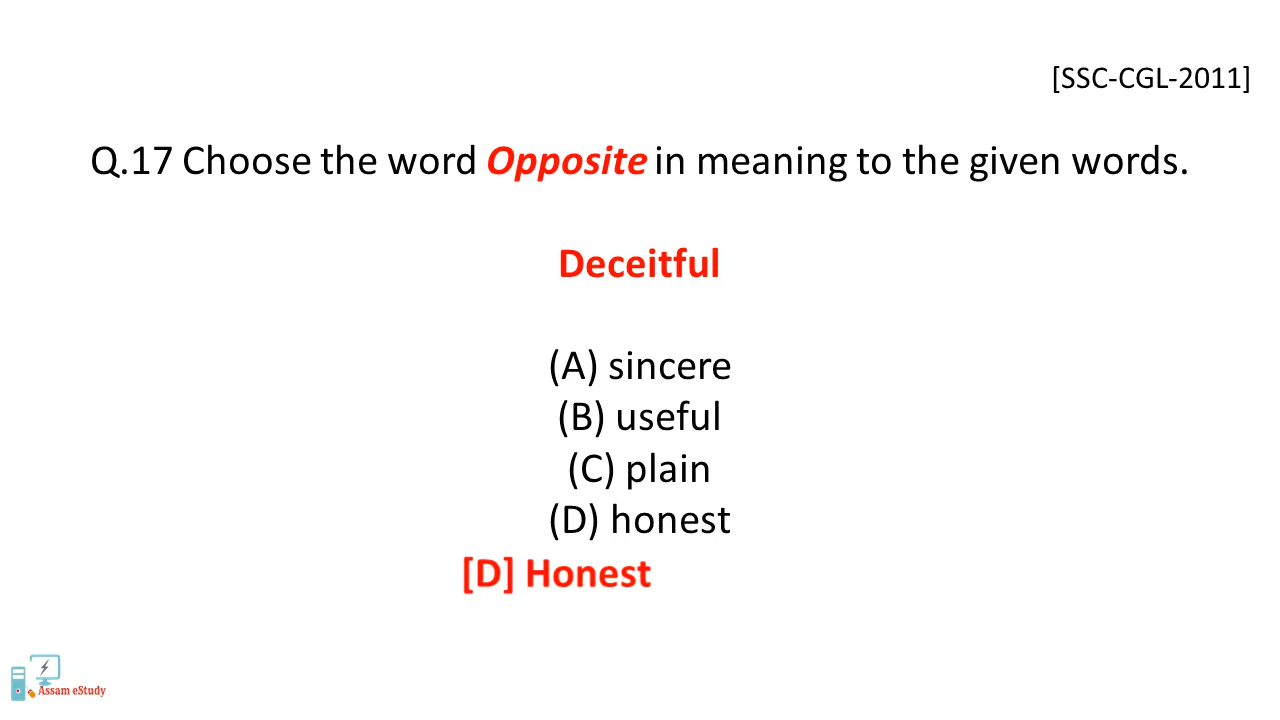 [SSC-CGL-2011]
Q.17 Choose the word Opposite in meaning to the given words.
Deceitful
(A) sincere
(B) useful
(C) plain
(D) honest
[D] Honest
Assam eStudy